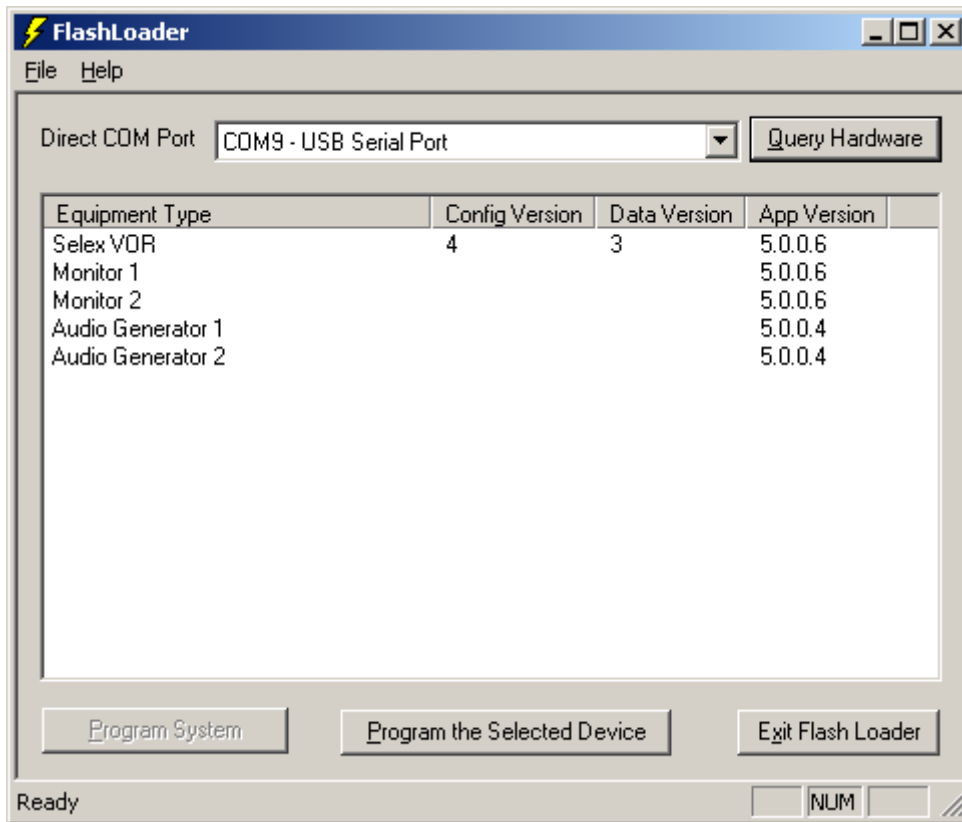 FlashLoader
File Help
Direct COM Port COM9 - USB Serial Port Query Hardware
Equipment Type Config Version Data Version App Version
Selex VOR 4 3 5.0.0.6
Monitor 1 5.0.0.6
Monitor 2 5.0.0.6
Audio Generator 1 5.0.0.4
Audio Generator 2 5.0.0.4
Program System Program the Selected Device Exit Flash Loader
Ready NUM